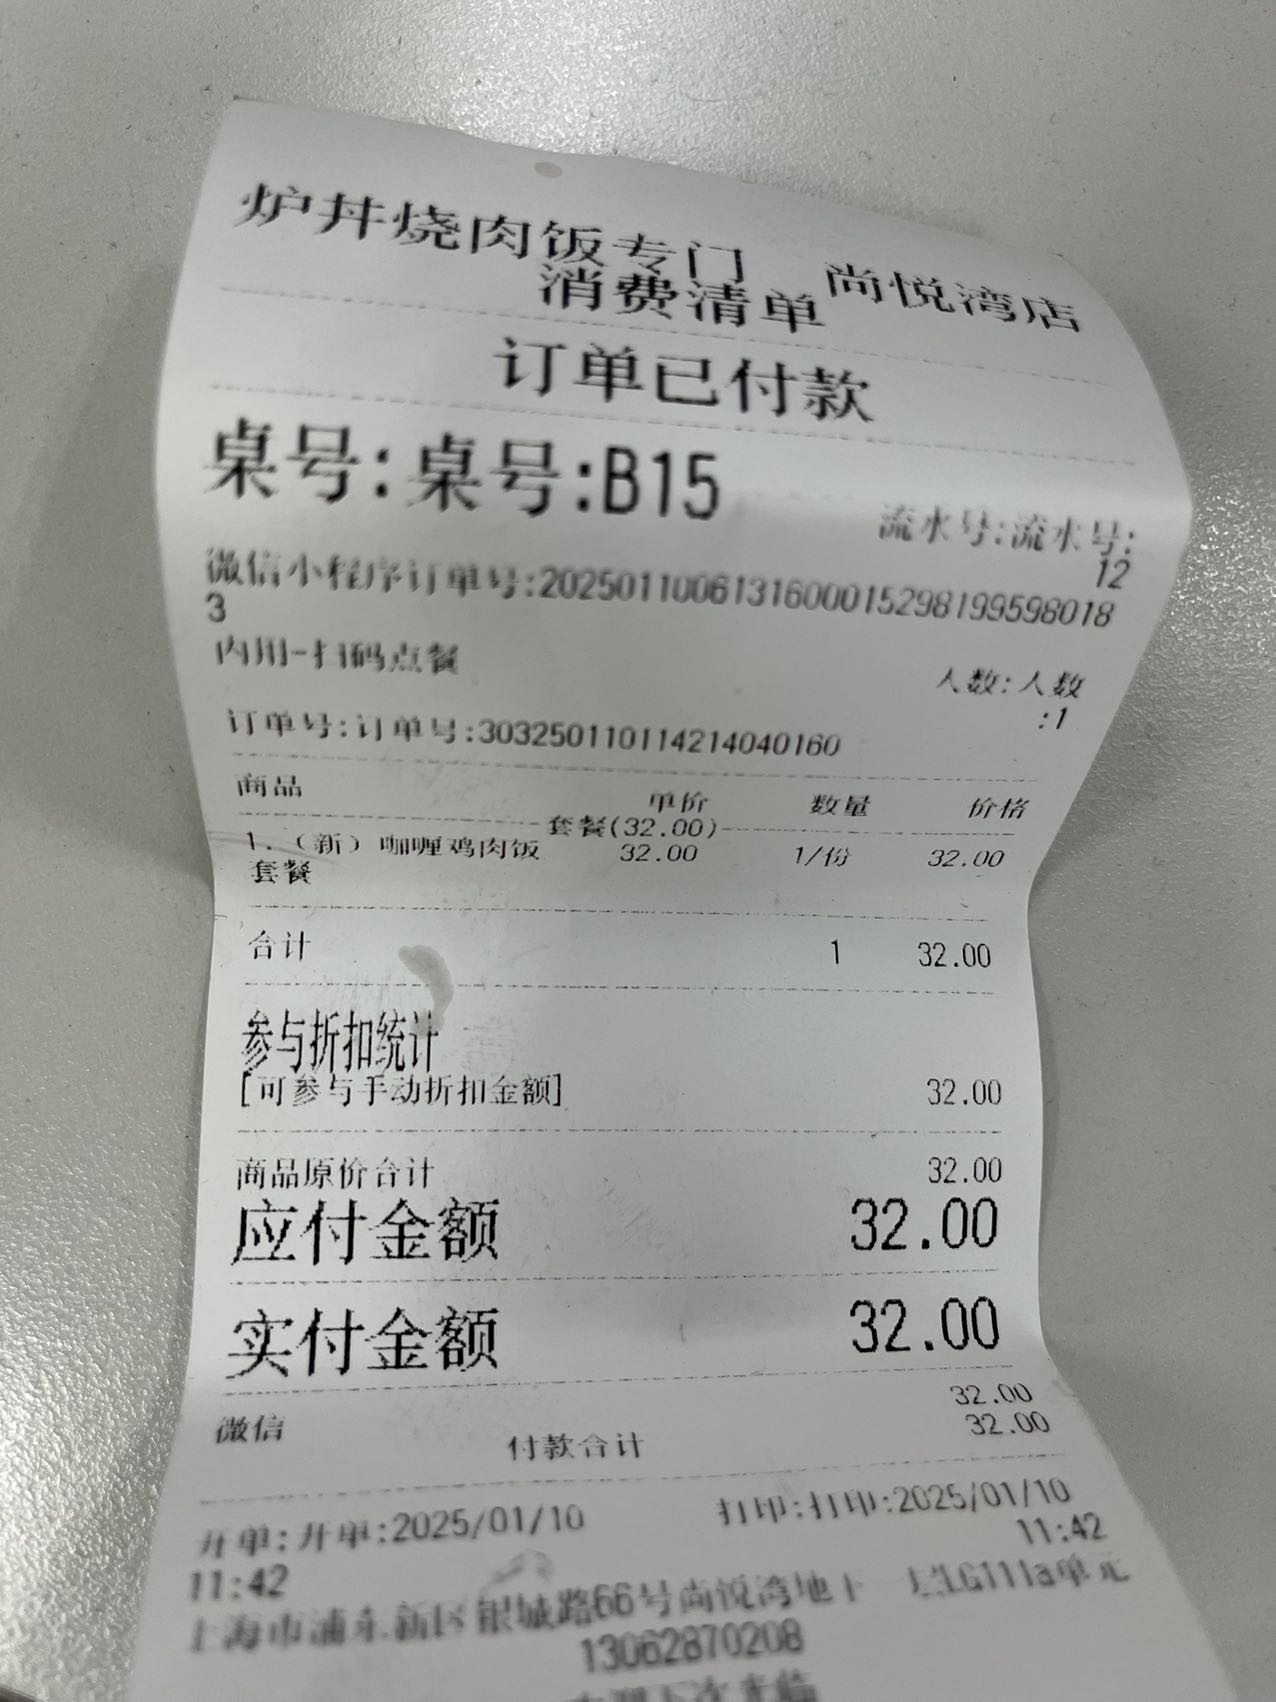 炉丼烧肉饭专门 尚悦湾店
消费清单
订单已付款
桌号:桌号:B15
流水号:流水号:
12
微信小程序订单号:2025011006131600015298199598018
3
内用-扫码点餐
人数:人数
:1
订单号:订单号:303250110114214040160
商品 单价 数量 价格
套餐(32.00)
1.（新）咖喱鸡肉饭 32.00 1/份 32.00
套餐
合计 1 32.00
参与折扣统计
[可参与手动折扣金额] 32.00
商品原价合计 32.00
应付金额 32.00
实付金额 32.00
微信 32.00
付款合计 32.00
开单:开单:2025/01/10
11:42
打印:打印:2025/01/10
11:42
上海市浦东新区银城路66号尚悦湾地下一层LG111a单元
13062870208
下次光临